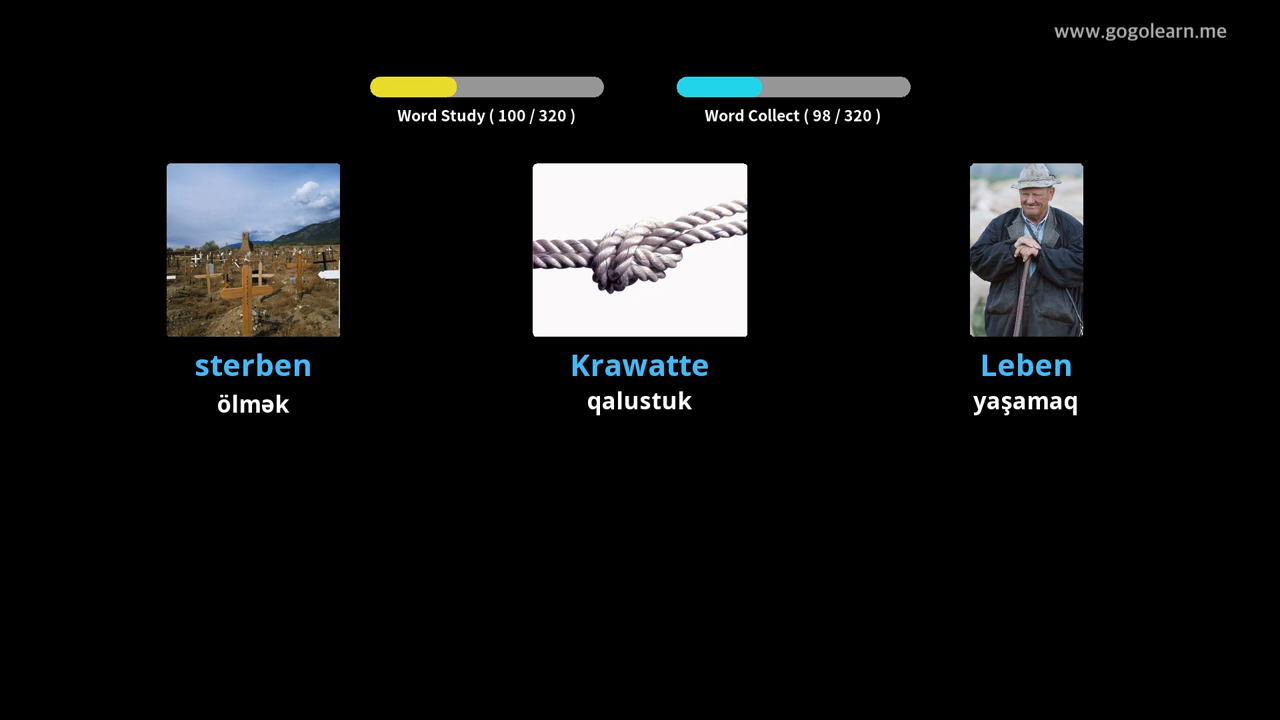 www.gogolearn.me
Word Study ( 100 / 320 )
Word Collect ( 98 / 320 )
sterben
ölmək
Krawatte
qalustuk
Leben
yaşamaq